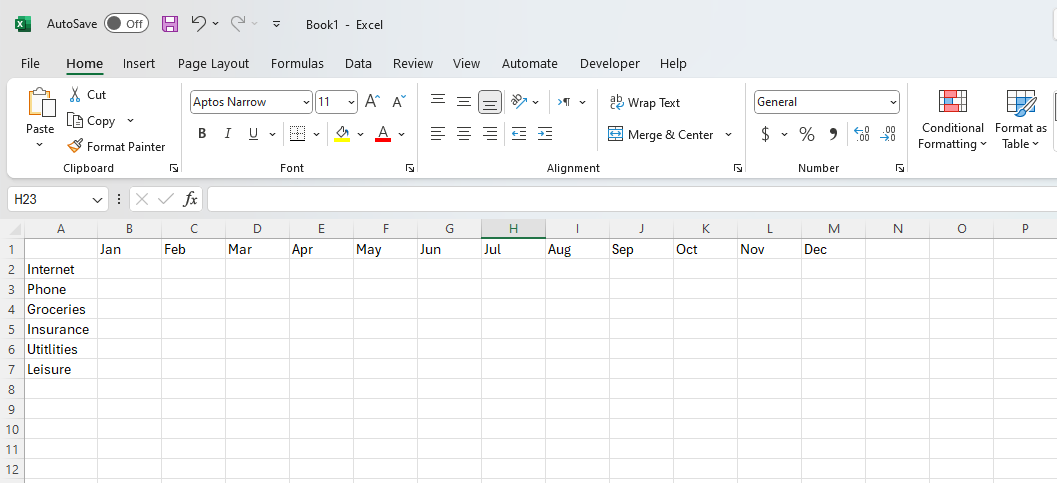 AutoSave Off Book1 - Excel
File Home Insert Page Layout Formulas Data Review View Automate Developer Help
Paste
Cut
Copy
Format Painter
Clipboard
Aptos Narrow 11 A A
B I U A
Font
ab Wrap Text
Merge & Center
Alignment
General
$ % , .00 .00
Number
Conditional
Formatting
Format as
Table
H23 fx
A B C D E F G H I J K L M N O P
1 Jan Feb Mar Apr May Jun Jul Aug Sep Oct Nov Dec
2 Internet
3 Phone
4 Groceries
5 Insurance
6 Utitlities
7 Leisure
8
9
10
11
12